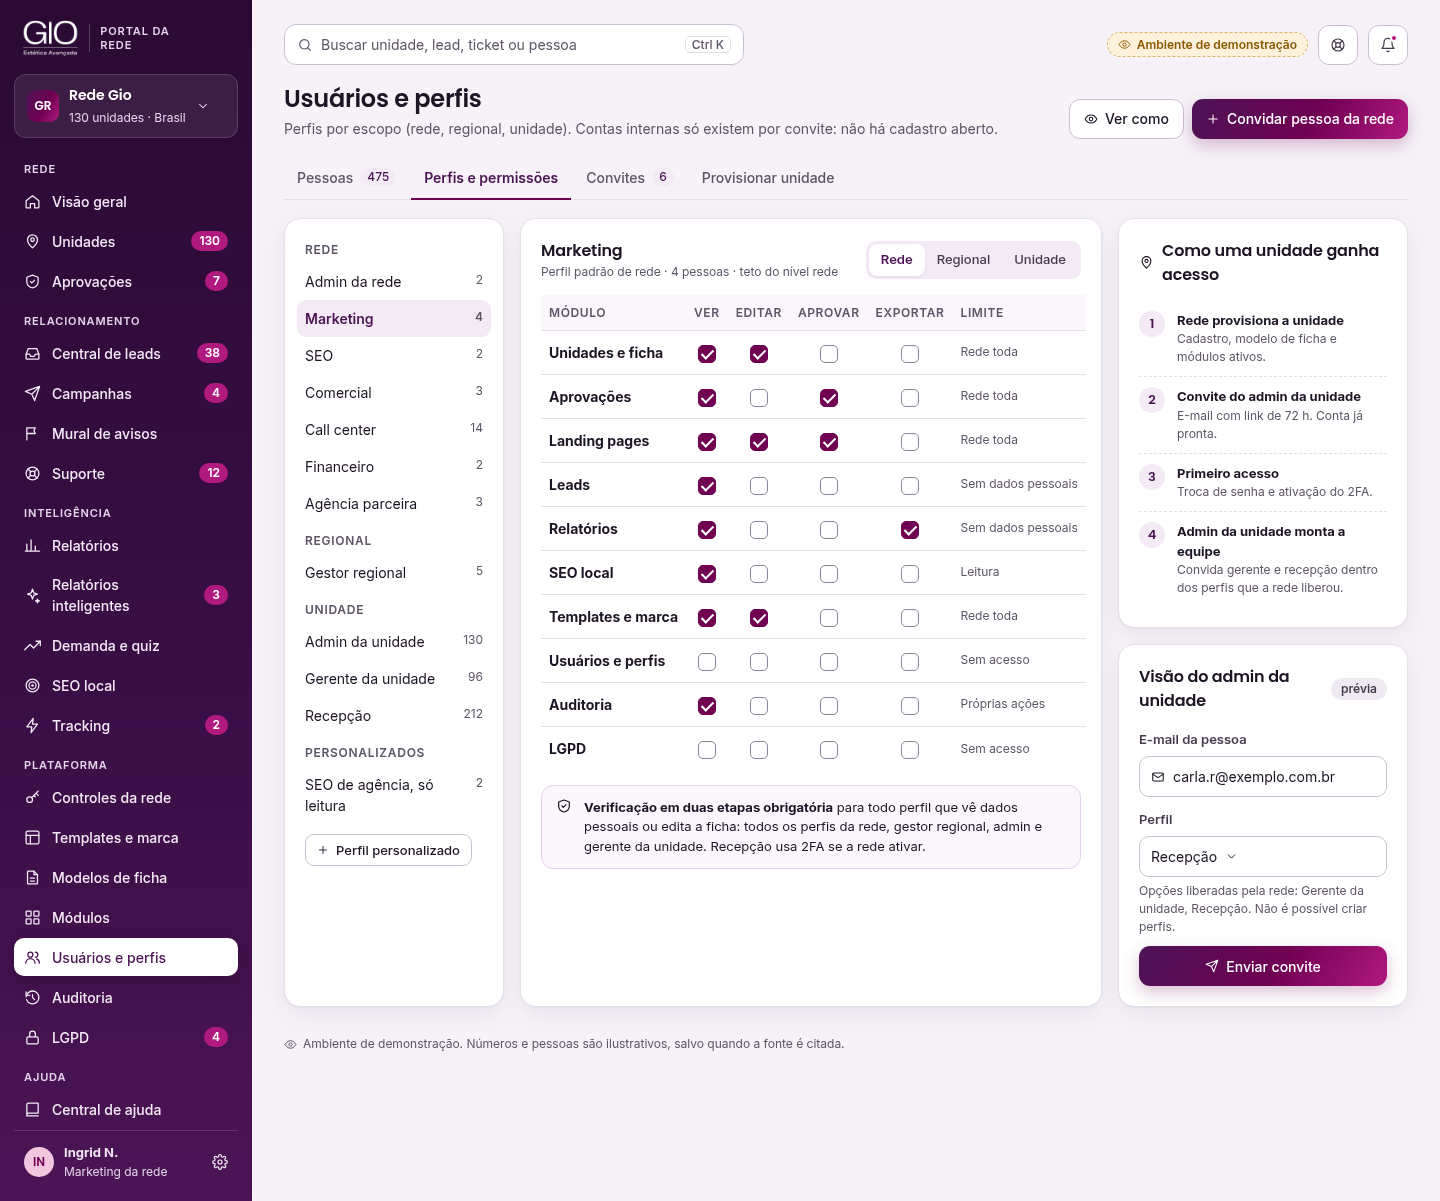 GIO
Estética Avançada
PORTAL DA
REDE
GR
Rede Gio
130 unidades · Brasil
REDE
Visão geral
Unidades 130
Aprovações 7
RELACIONAMENTO
Central de leads 38
Campanhas 4
Mural de avisos
Suporte 12
INTELIGÊNCIA
Relatórios
Relatórios
inteligentes 3
Demanda e quiz
SEO local
Tracking 2
PLATAFORMA
Controles da rede
Templates e marca
Modelos de ficha
Módulos
Usuários e perfis
Auditoria
LGPD 4
AJUDA
Central de ajuda
IN
Ingrid N.
Marketing da rede
Buscar unidade, lead, ticket ou pessoa Ctrl K
Ambiente de demonstração
Usuários e perfis
Perfis por escopo (rede, regional, unidade). Contas internas só existem por convite: não há cadastro aberto.
Ver como
Convidar pessoa da rede
Pessoas 475 Perfis e permissões Convites 6 Provisionar unidade
REDE
Admin da rede 2
Marketing 4
SEO 2
Comercial 3
Call center 14
Financeiro 2
Agência parceira 3
REGIONAL
Gestor regional 5
UNIDADE
Admin da unidade 130
Gerente da unidade 96
Recepção 212
PERSONALIZADOS
SEO de agência, só 2
leitura
Perfil personalizado
Marketing
Perfil padrão de rede · 4 pessoas · teto do nível rede
Rede Regional Unidade
MÓDULO VER EDITAR APROVAR EXPORTAR LIMITE
Unidades e ficha Rede toda
Aprovações Rede toda
Landing pages Rede toda
Leads Sem dados pessoais
Relatórios Sem dados pessoais
SEO local Leitura
Templates e marca Rede toda
Usuários e perfis Sem acesso
Auditoria Próprias ações
LGPD Sem acesso
Verificação em duas etapas obrigatória para todo perfil que vê dados
pessoais ou edita a ficha: todos os perfis da rede, gestor regional, admin e
gerente da unidade. Recepção usa 2FA se a rede ativar.
Como uma unidade ganha
acesso
1 Rede provisiona a unidade
Cadastro, modelo de ficha e
módulos ativos.
2 Convite do admin da unidade
E-mail com link de 72 h. Conta já
pronta.
3 Primeiro acesso
Troca de senha e ativação do 2FA.
4 Admin da unidade monta a
equipe
Convida gerente e recepção dentro
dos perfis que a rede liberou.
Visão do admin da
unidade
prévia
E-mail da pessoa
carla.r@exemplo.com.br
Perfil
Recepção
Opções liberadas pela rede: Gerente da
unidade, Recepção. Não é possível criar
perfis.
Enviar convite
Ambiente de demonstração. Números e pessoas são ilustrativos, salvo quando a fonte é citada.